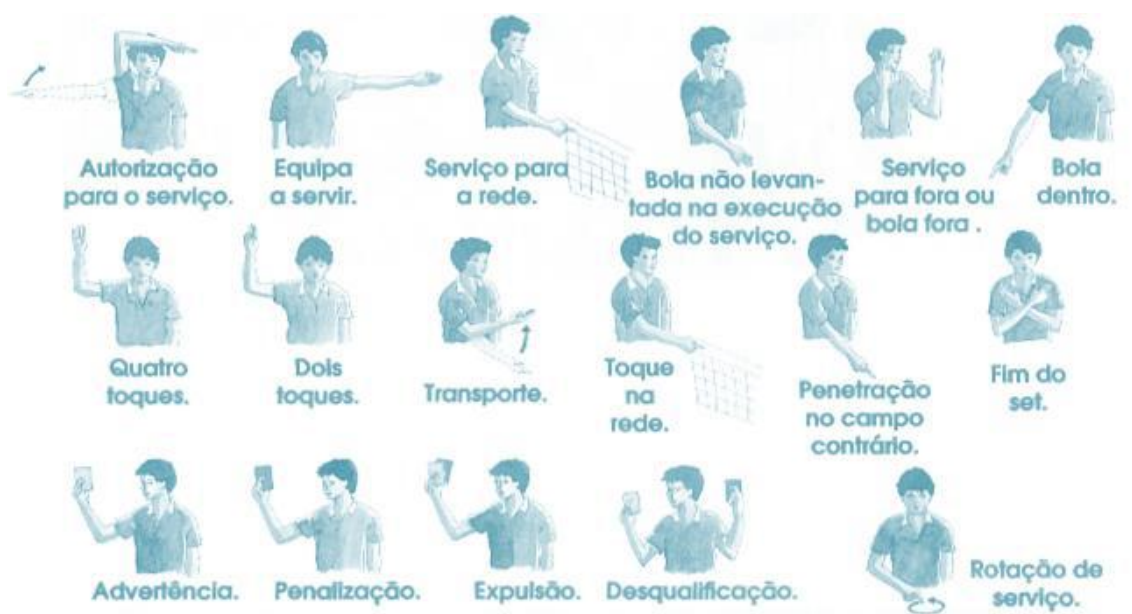 Autorização
para o serviço.
Equipa
a servir.
Serviço para
a rede.
Bola não levan-
tada na execução
do serviço.
Serviço
para fora ou
bola fora .
Bola
dentro.
Quatro
toques.
Dois
toques.
Transporte.
Toque
na
rede.
Penetração
no campo
contrário.
Fim do
set.
Advertência.
Penalização.
Expulsão.
Desqualificação.
Rotação de
serviço.